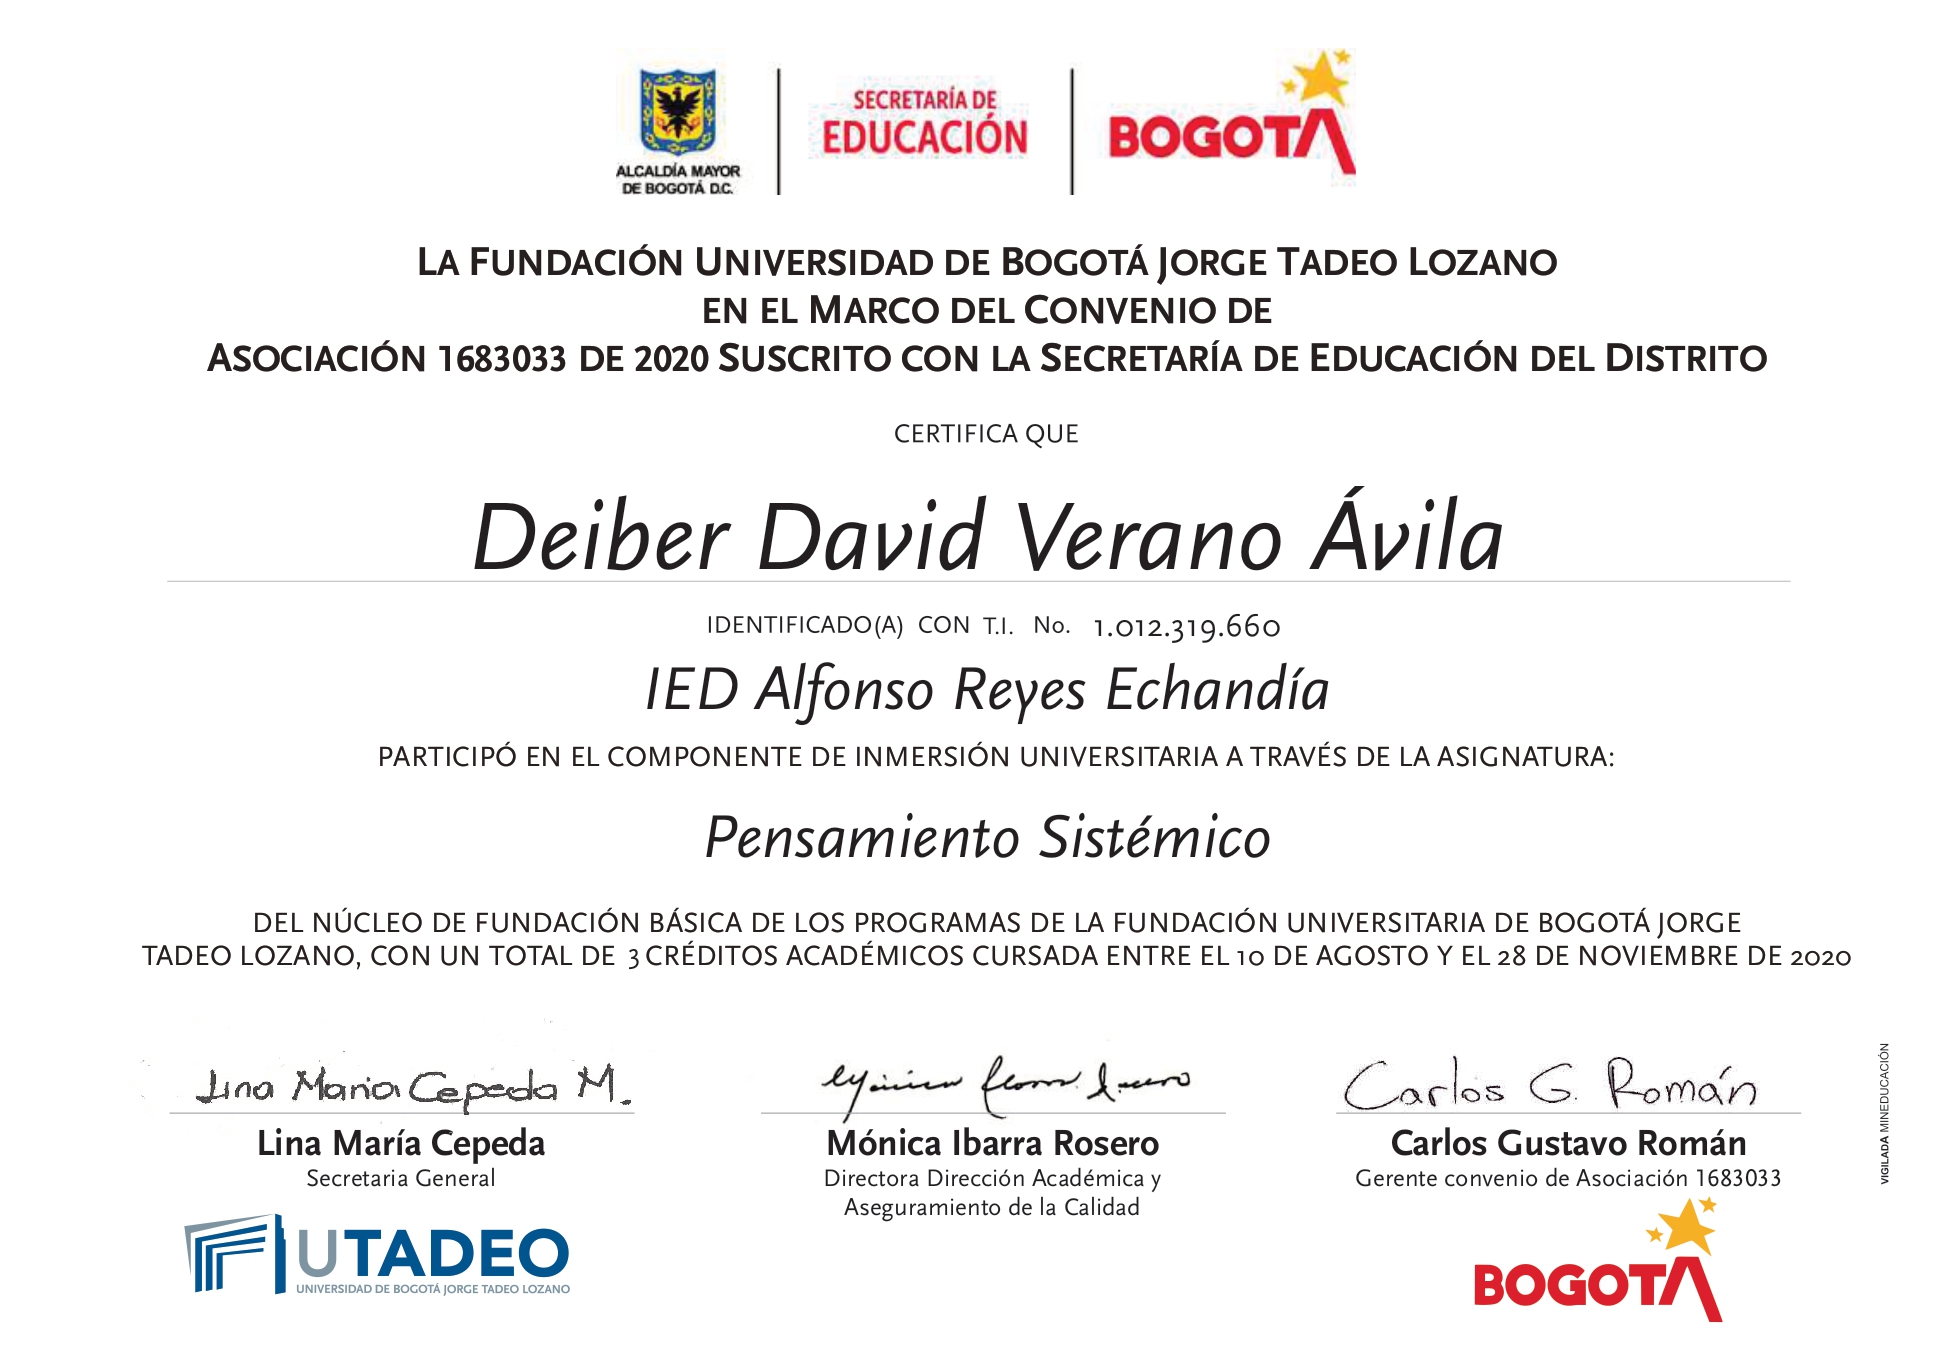 ALCALDÍA MAYOR
DE BOGOTÁ D.C.
SECRETARÍA DE
EDUCACIÓN
BOGOTÁ
LA FUNDACIÓN UNIVERSIDAD DE BOGOTÁ JORGE TADEO LOZANO
EN EL MARCO DEL CONVENIO DE
ASOCIACIÓN 1683033 DE 2020 SUSCRITO CON LA SECRETARÍA DE EDUCACIÓN DEL DISTRITO
CERTIFICA QUE
Deiber David Verano Ávila
IDENTIFICADO(A) CON T.I. No. 1.012.319.660
IED Alfonso Reyes Echandía
PARTICIPÓ EN EL COMPONENTE DE INMERSIÓN UNIVERSITARIA A TRAVÉS DE LA ASIGNATURA:
Pensamiento Sistémico
DEL NÚCLEO DE FUNDACIÓN BÁSICA DE LOS PROGRAMAS DE LA FUNDACIÓN UNIVERSITARIA DE BOGOTÁ JORGE
TADEO LOZANO, CON UN TOTAL DE 3 CRÉDITOS ACADÉMICOS CURSADA ENTRE EL 10 DE AGOSTO Y EL 28 DE NOVIEMBRE DE 2020
Lina Maria Cepeda M.
Lina María Cepeda
Secretaria General
UTADEO
UNIVERSIDAD DE BOGOTÁ JORGE TADEO LOZANO
Mónica Ibarra Rosero
Directora Dirección Académica y
Aseguramiento de la Calidad
Carlos G. Román
Carlos Gustavo Román
Gerente convenio de Asociación 1683033
BOGOTÁ
VIGILADA MINEDUCACIÓN